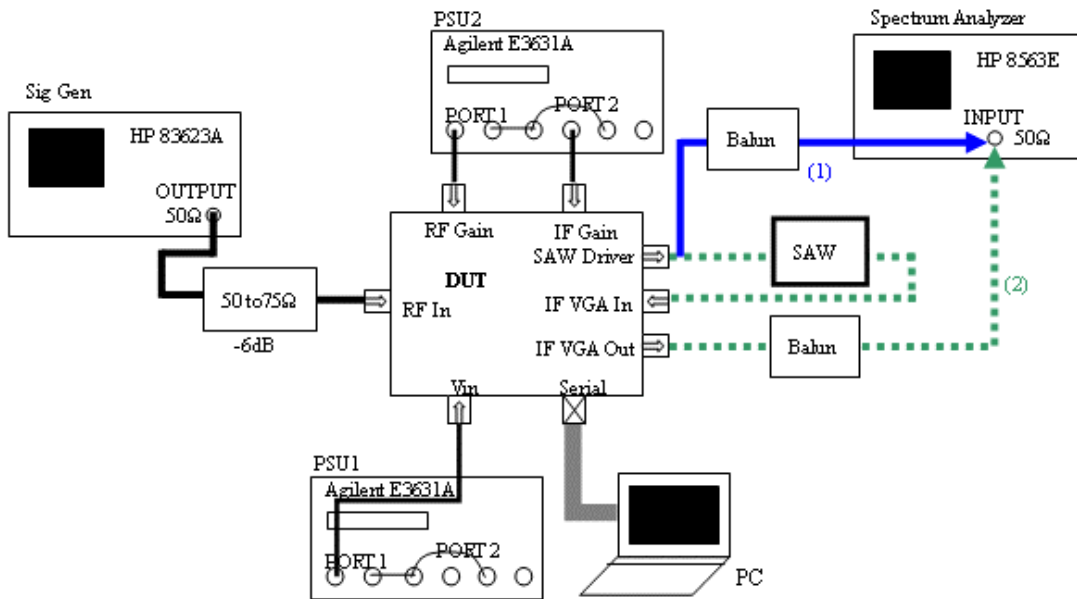 PSU2
Agilent E3631A
PORT 1
PORT 2
Spectrum Analyzer
HP 8563E
INPUT
50Ω
Sig Gen
HP 83623A
OUTPUT
50Ω
Balun
(1)
RF Gain
IF Gain
SAW Driver
DUT
SAW
50 to75Ω
-6dB
RF In
IF VGA In
(2)
IF VGA Out
Balun
Vin
Serial
PSU1
Agilent E3631A
PORT 1
PORT 2
PC